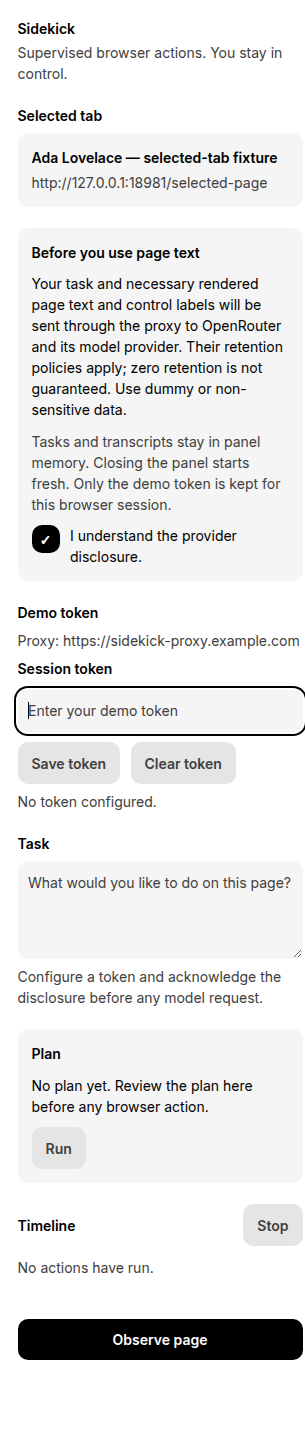 Sidekick
Supervised browser actions. You stay in
control.
Selected tab
Ada Lovelace — selected-tab fixture
http://127.0.0.1:18981/selected-page
Before you use page text
Your task and necessary rendered
page text and control labels will be
sent through the proxy to OpenRouter
and its model provider. Their retention
policies apply; zero retention is not
guaranteed. Use dummy or non-
sensitive data.
Tasks and transcripts stay in panel
memory. Closing the panel starts
fresh. Only the demo token is kept for
this browser session.
✓ I understand the provider
disclosure.
Demo token
Proxy: https://sidekick-proxy.example.com
Session token
Enter your demo token
Save token Clear token
No token configured.
Task
What would you like to do on this page?
Configure a token and acknowledge the
disclosure before any model request.
Plan
No plan yet. Review the plan here
before any browser action.
Run
Timeline Stop
No actions have run.
Observe page